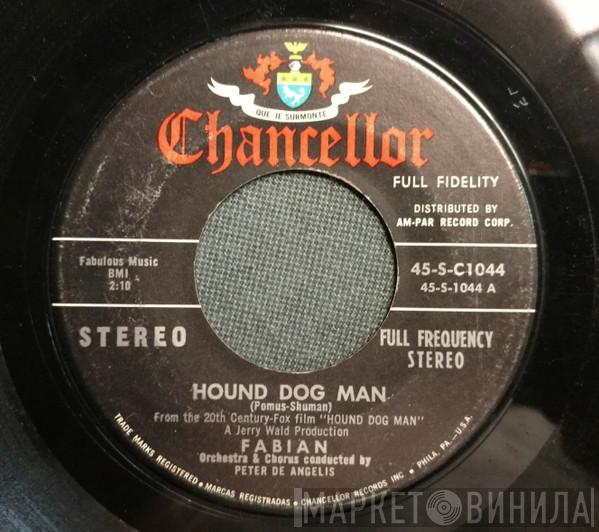 QUE JE SURMONTE
Chancellor
FULL FIDELITY
DISTRIBUTED BY
AM-PAR RECORD CORP.
Fabulous Music
BMI
2:10
45-S-C1044
45-S-1044 A
STEREO
FULL FREQUENCY
STEREO
HOUND DOG MAN
(Pomus-Shuman)
From the 20th Century-Fox film "HOUND DOG MAN"
A Jerry Wald Production
FABIAN
Orchestra & Chorus conducted by
PETER DE ANGELIS
TRADE MARKS REGISTERED • MARCAS REGISTRADAS • CHANCELLOR RECORDS INC • PHILA, PA.—U.S.A.
МАРКЕТ ВИНИЛА